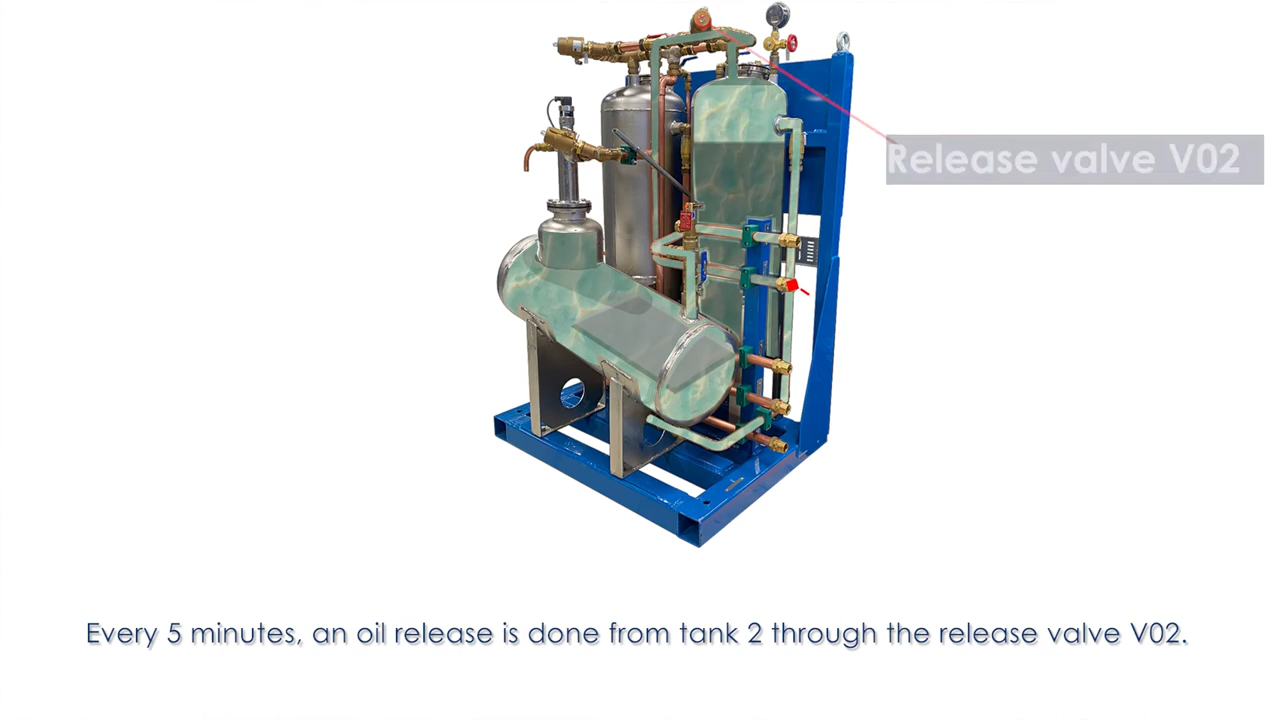 Release valve V02
Every 5 minutes, an oil release is done from tank 2 through the release valve V02.